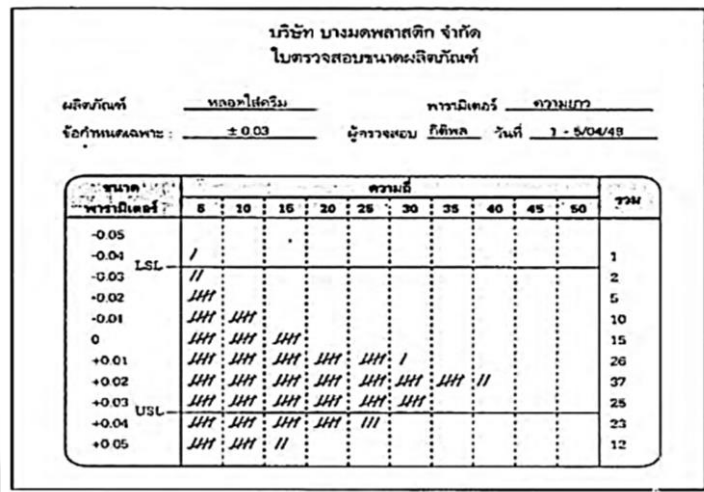 บริษัท บางมดพลาสติก จำกัด
ใบตรวจสอบขนาดผลิตภัณฑ์
ผลิตภัณฑ์ หลอดใส่ครีม พารามิเตอร์ ความยาว
ข้อกำหนดเฉพาะ : ± 0.03 ผู้ตรวจสอบ กิติพล วันที่ 1 - 5/04/49
ขนาด พารามิเตอร์ ความถี่ รวม
5 10 15 20 25 30 35 40 45 50
-0.05
-0.04 / 1
LSL
-0.03 // 2
-0.02 5
-0.01 10
0 15
+0.01 / 26
+0.02 // 37
+0.03 25
USL
+0.04 /// 23
+0.05 // 12